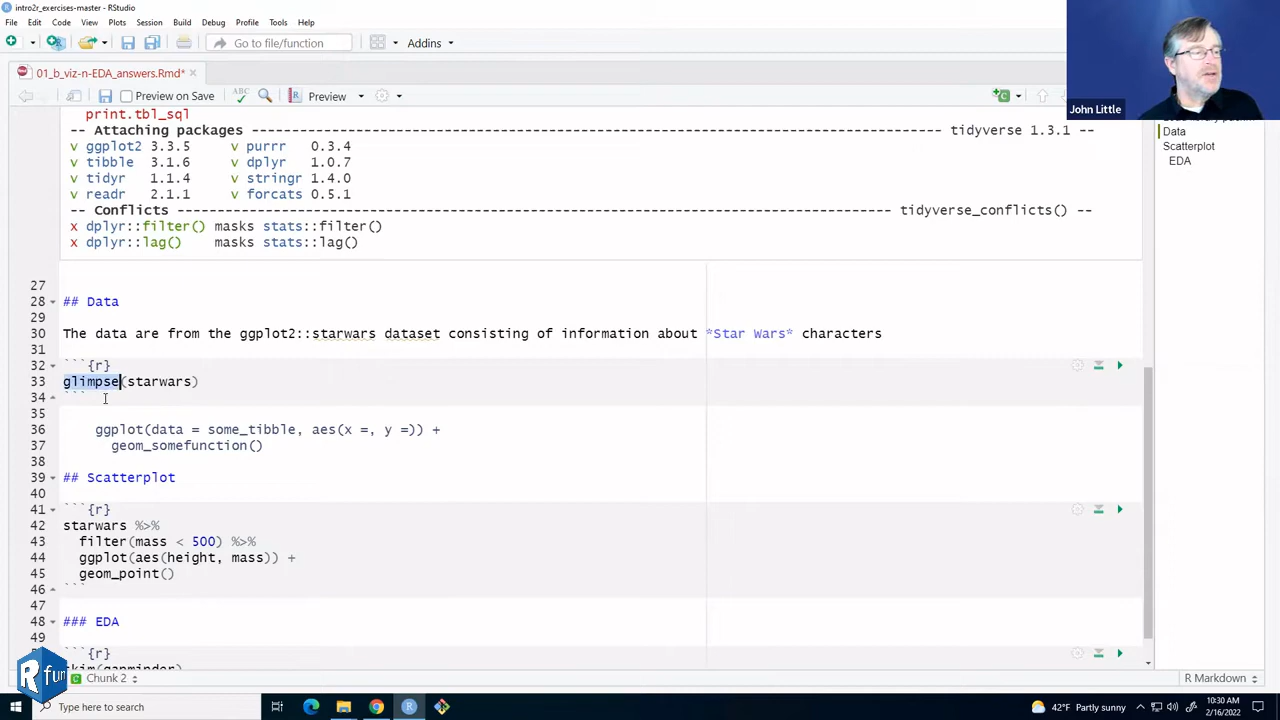 intro2r_exercises-master - RStudio
File Edit Code View Plots Session Build Debug Profile Tools Help
Go to file/function
Addins
01_b_viz-n-EDA_answers.Rmd*
Preview on Save
ABC
Preview
John Little
Data
Scatterplot
EDA
print.tbl_sql
-- Attaching packages --------------------------------------- tidyverse 1.3.1 --
v ggplot2 3.3.5 v purrr 0.3.4
v tibble 3.1.6 v dplyr 1.0.7
v tidyr 1.1.4 v stringr 1.4.0
v readr 2.1.1 v forcats 0.5.1
-- Conflicts ------------------------------------------ tidyverse_conflicts() --
x dplyr::filter() masks stats::filter()
x dplyr::lag() masks stats::lag()
27
28 ## Data
29
30 The data are from the ggplot2::starwars dataset consisting of information about *Star Wars* characters
31
32 ```{r}
33 glimpse(starwars)
34 ```
35
36 ggplot(data = some_tibble, aes(x =, y =)) +
37 geom_somefunction()
38
39 ## Scatterplot
40
41 ```{r}
42 starwars %>%
43 filter(mass < 500) %>%
44 ggplot(aes(height, mass)) +
45 geom_point()
46 ```
47
48 ### EDA
49
```{r}
skim(gapminder)
R fun
Chunk 2
R Markdown
Type here to search
42°F Partly sunny
10:30 AM
2/16/2022